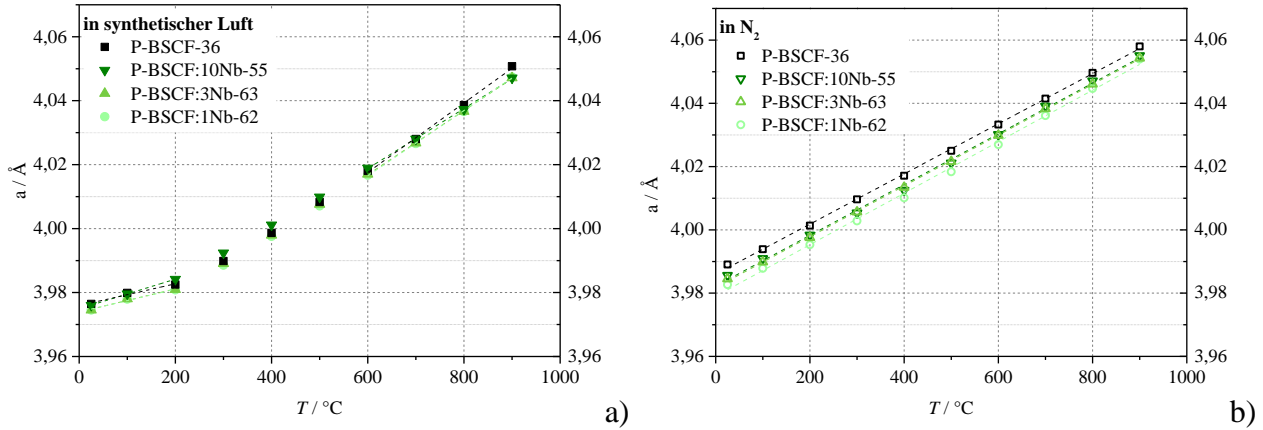 in synthetischer Luft
P-BSCF-36
P-BSCF:10Nb-55
P-BSCF:3Nb-63
P-BSCF:1Nb-62
4,06
4,04
4,02
4,00
3,98
3,96
a / Å
4,06
4,04
4,02
4,00
3,98
3,96
0 200 400 600 800 1000
T / °C
a)
in N2
P-BSCF-36
P-BSCF:10Nb-55
P-BSCF:3Nb-63
P-BSCF:1Nb-62
4,06
4,04
4,02
4,00
3,98
3,96
a / Å
4,06
4,04
4,02
4,00
3,98
3,96
0 200 400 600 800 1000
T / °C
b)